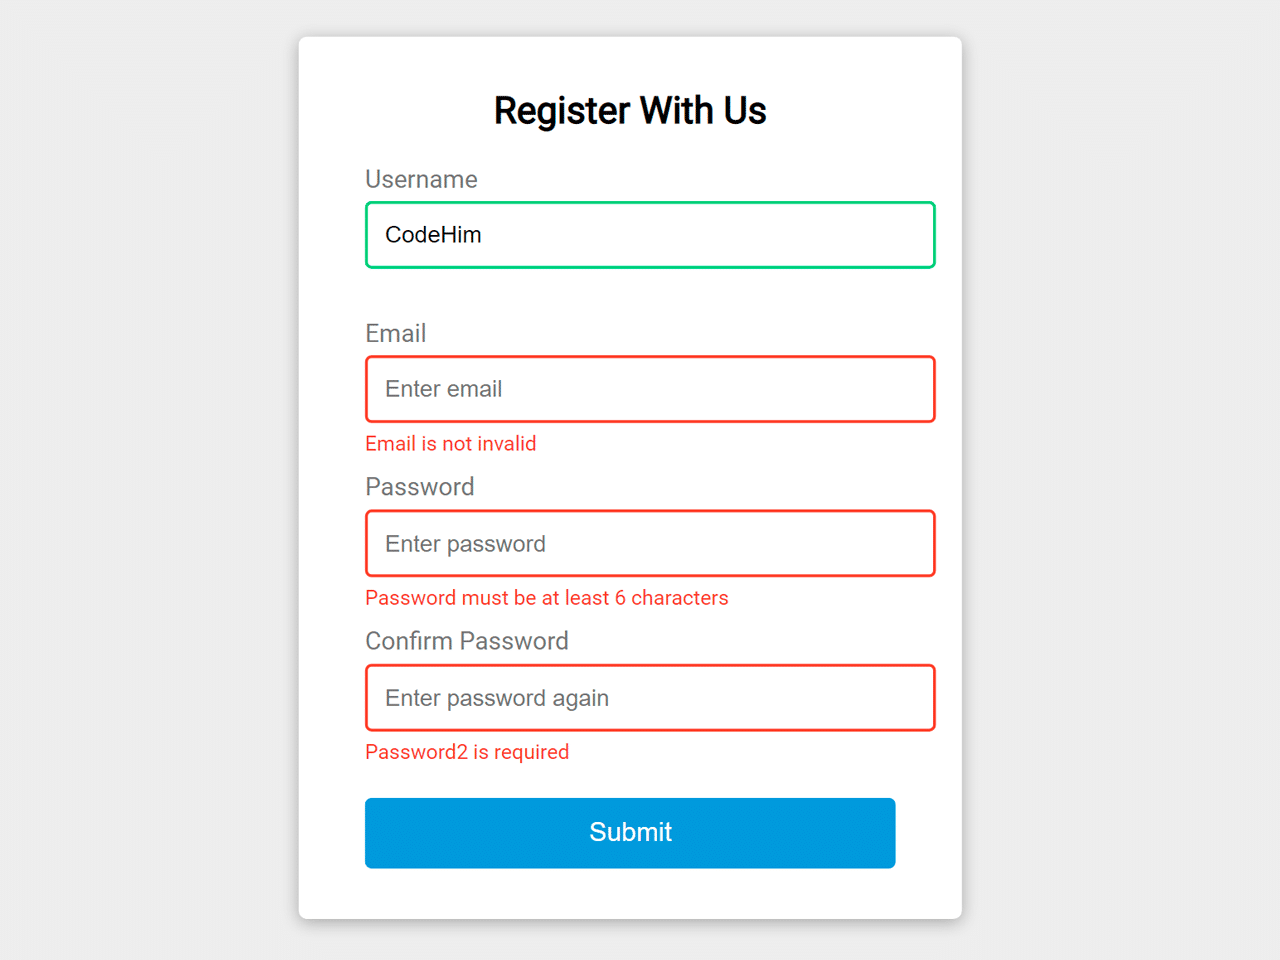 Register With Us
Username
CodeHim
Email
Enter email
Email is not invalid
Password
Enter password
Password must be at least 6 characters
Confirm Password
Enter password again
Password2 is required
Submit